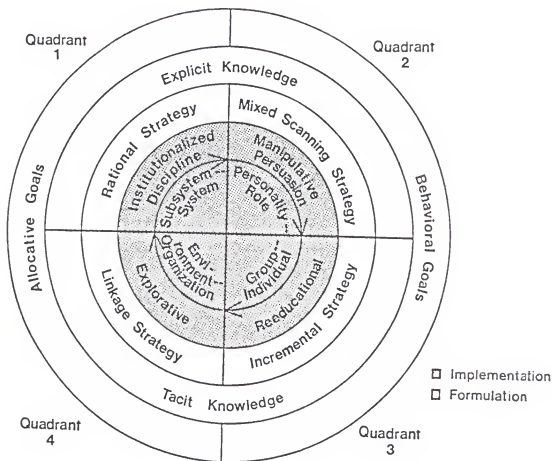 Quadrant
1
Quadrant
2
Explicit Knowledge
Rational Strategy
Mixed Scanning Strategy
Institutionalized
Discipline
Manipulative
Persuasion
Subsystem--
System
Personality--
Role
Allocative Goals
Behavioral Goals
Envi-
ronment--
Organization
Group--
Individual
Explorative
Reeducational
Linkage Strategy
Incremental Strategy
Tacit Knowledge
Implementation
Formulation
Quadrant
4
Quadrant
3